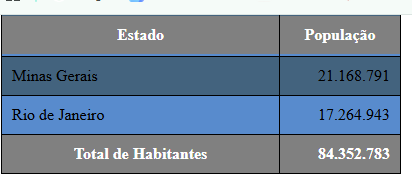 Estado População
Minas Gerais 21.168.791
Rio de Janeiro 17.264.943
Total de Habitantes 84.352.783